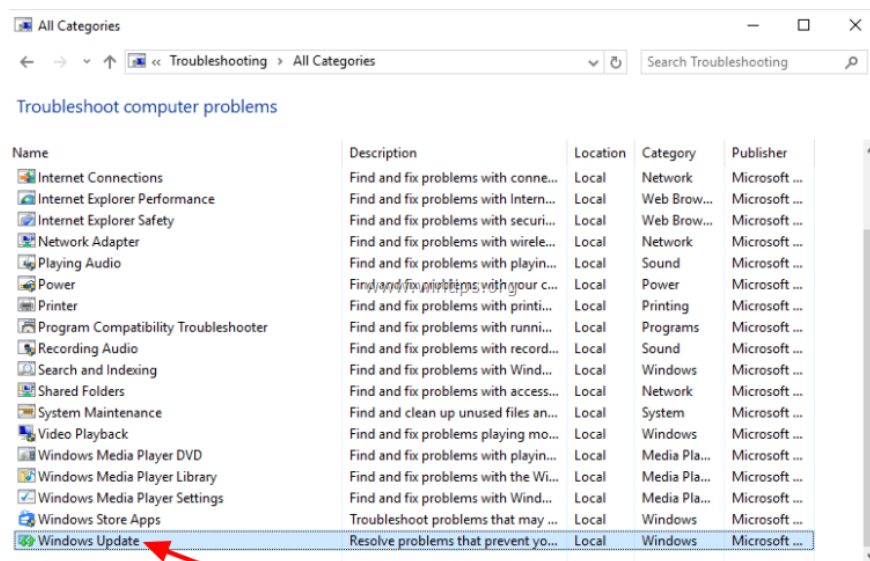 All Categories
« Troubleshooting › All Categories
Search Troubleshooting
Troubleshoot computer problems
Name Description Location Category Publisher
Internet Connections Find and fix problems with conne... Local Network Microsoft ...
Internet Explorer Performance Find and fix problems with Intern... Local Web Brow... Microsoft ...
Internet Explorer Safety Find and fix problems with securi... Local Web Brow... Microsoft ...
Network Adapter Find and fix problems with wirele... Local Network Microsoft ...
Playing Audio Find and fix problems with playin... Local Sound Microsoft ...
Power Find and fix problems with your c... Local Power Microsoft ...
www.wintips.org
Printer Find and fix problems with printi... Local Printing Microsoft ...
Program Compatibility Troubleshooter Find and fix problems with runni... Local Programs Microsoft ...
Recording Audio Find and fix problems with record... Local Sound Microsoft ...
Search and Indexing Find and fix problems with Wind... Local Windows Microsoft ...
Shared Folders Find and fix problems with access... Local Network Microsoft ...
System Maintenance Find and clean up unused files an... Local System Microsoft ...
Video Playback Find and fix problems playing mo... Local Windows Microsoft ...
Windows Media Player DVD Find and fix problems with playin... Local Media Pla... Microsoft ...
Windows Media Player Library Find and fix problems with the Wi... Local Media Pla... Microsoft ...
Windows Media Player Settings Find and fix problems with Wind... Local Media Pla... Microsoft ...
Windows Store Apps Troubleshoot problems that may ... Local Windows Microsoft ...
Windows Update Resolve problems that prevent yo... Local Windows Microsoft ...